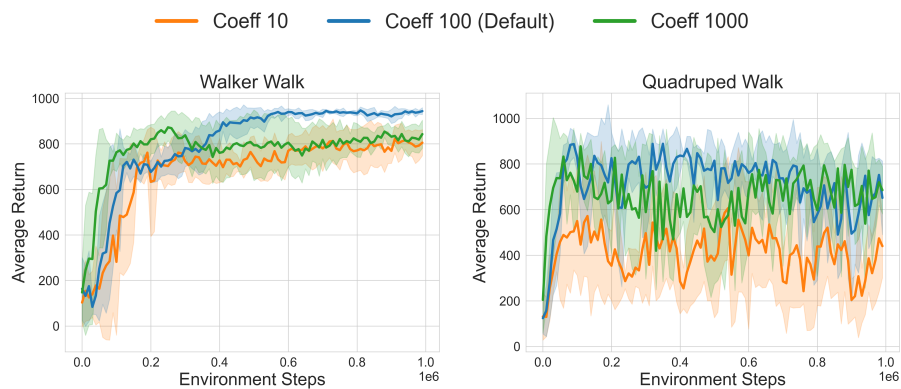 Coeff 10 Coeff 100 (Default) Coeff 1000
Walker Walk
1000
800
600
400
200
0
Average Return
0.0 0.2 0.4 0.6 0.8 1.0
1e6
Environment Steps
Quadruped Walk
1000
800
600
400
200
0
Average Return
0.0 0.2 0.4 0.6 0.8 1.0
1e6
Environment Steps